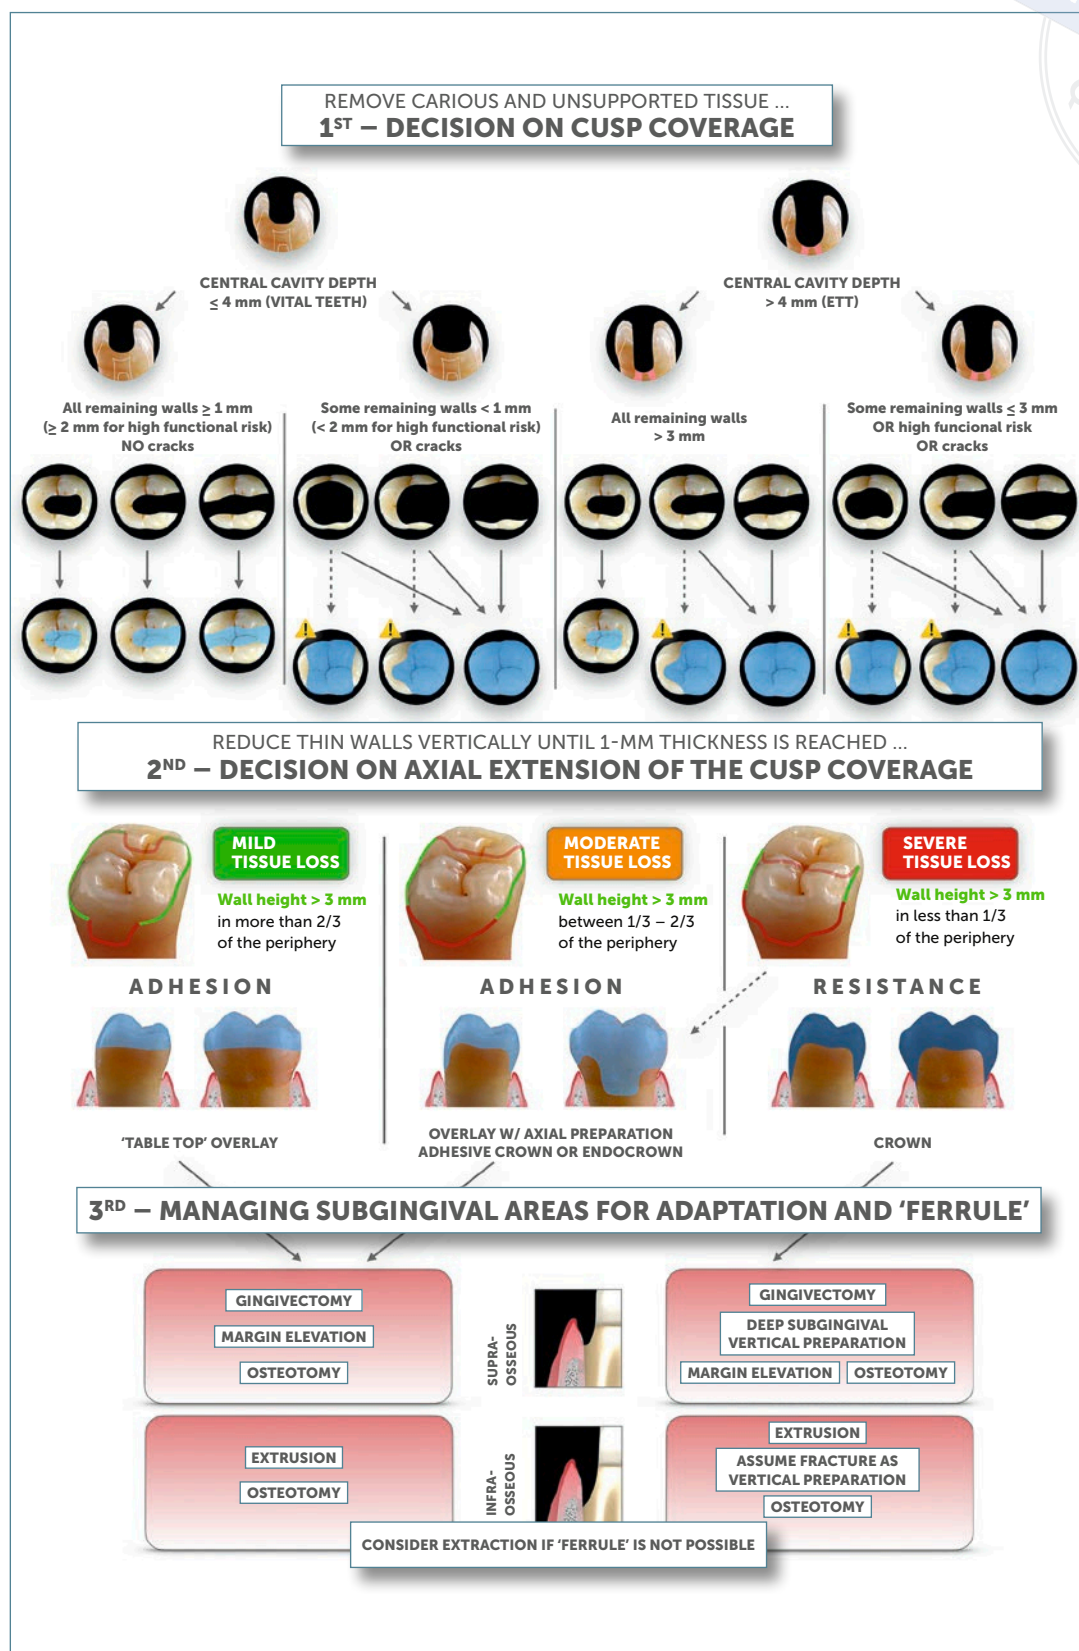 REMOVE CARIOUS AND UNSUPPORTED TISSUE ...
1ST – DECISION ON CUSP COVERAGE
CENTRAL CAVITY DEPTH
≤ 4 mm (VITAL TEETH)
CENTRAL CAVITY DEPTH
> 4 mm (ETT)
All remaining walls ≥ 1 mm
(≥ 2 mm for high functional risk)
NO cracks
Some remaining walls < 1 mm
(< 2 mm for high functional risk)
OR cracks
All remaining walls
> 3 mm
Some remaining walls ≤ 3 mm
OR high funcional risk
OR cracks
REDUCE THIN WALLS VERTICALLY UNTIL 1-MM THICKNESS IS REACHED ...
2ND – DECISION ON AXIAL EXTENSION OF THE CUSP COVERAGE
MILD
TISSUE LOSS
Wall height > 3 mm
in more than 2/3
of the periphery
MODERATE
TISSUE LOSS
Wall height > 3 mm
between 1/3 – 2/3
of the periphery
SEVERE
TISSUE LOSS
Wall height > 3 mm
in less than 1/3
of the periphery
ADHESION
ADHESION
RESISTANCE
'TABLE TOP' OVERLAY
OVERLAY W/ AXIAL PREPARATION
ADHESIVE CROWN OR ENDOCROWN
CROWN
3RD – MANAGING SUBGINGIVAL AREAS FOR ADAPTATION AND 'FERRULE'
GINGIVECTOMY
MARGIN ELEVATION
OSTEOTOMY
SUPRA-
OSSEOUS
GINGIVECTOMY
DEEP SUBGINGIVAL
VERTICAL PREPARATION
MARGIN ELEVATION OSTEOTOMY
EXTRUSION
OSTEOTOMY
INFRA-
OSSEOUS
EXTRUSION
ASSUME FRACTURE AS
VERTICAL PREPARATION
OSTEOTOMY
CONSIDER EXTRACTION IF 'FERRULE' IS NOT POSSIBLE